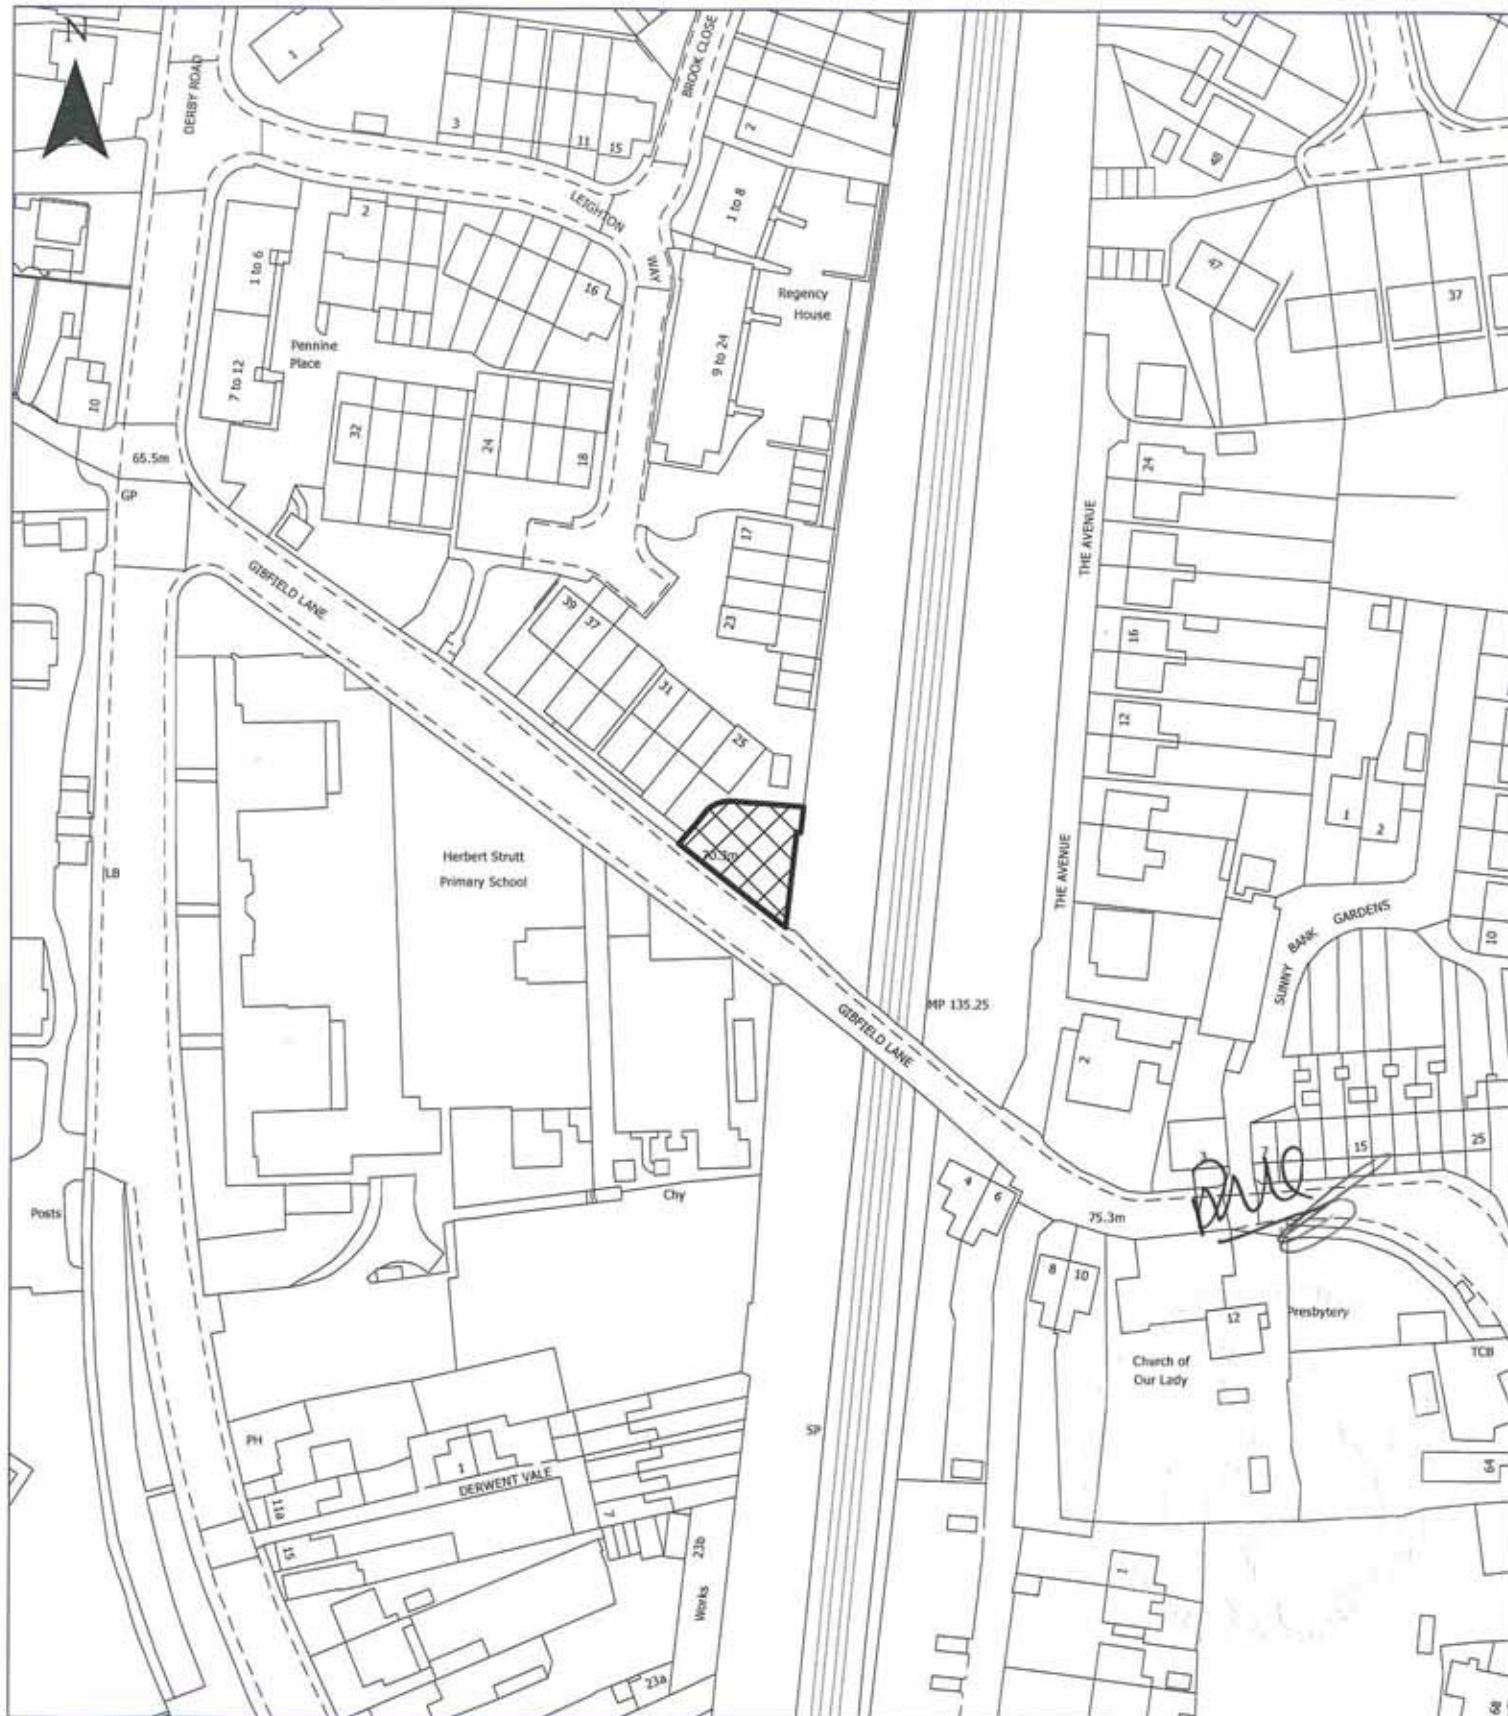 N
DERBY ROAD
BROOK CLOSE
3
11
15
2
LEIGHTON
WAY
1 to 8
48
47
37
1 to 6
2
16
Regency
House
Pennine
Place
7 to 12
9 to 24
10
32
24
18
65.5m
GP
24
THE AVENUE
GIBFIELD LANE
17
39
37
23
16
31
25
12
1
2
70.3m
Herbert Strutt
Primary School
LB
THE AVENUE
SUNNY BANK GARDENS
10
MP 135.25
GIBFIELD LANE
2
3
7
15
25
4
6
75.3m
Posts
Chy
8
10
12
Presbytery
Church of
Our Lady
TCB
PH
1
SP
DERWENT VALE
11a
7
64
15
23b
Works
1
23a
68